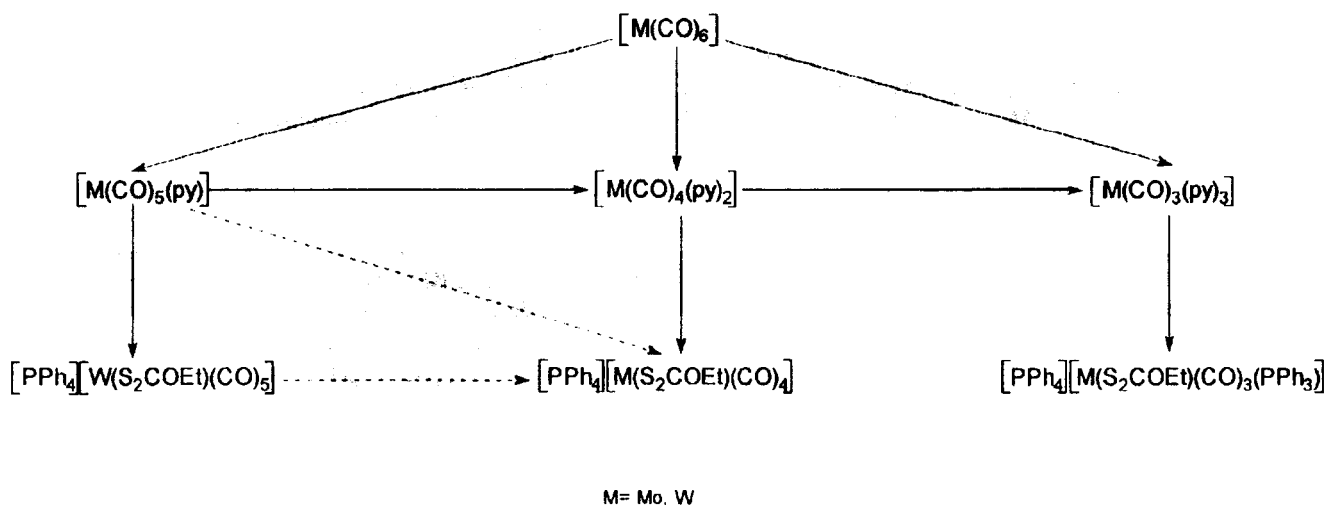 [M(CO)₆]
[M(CO)₅(py)] [M(CO)₄(py)₂] [M(CO)₃(py)₃]
[PPh₄][W(S₂COEt)(CO)₅] [PPh₄][M(S₂COEt)(CO)₄] [PPh₄][M(S₂COEt)(CO)₃(PPh₃)]
M= Mo, W